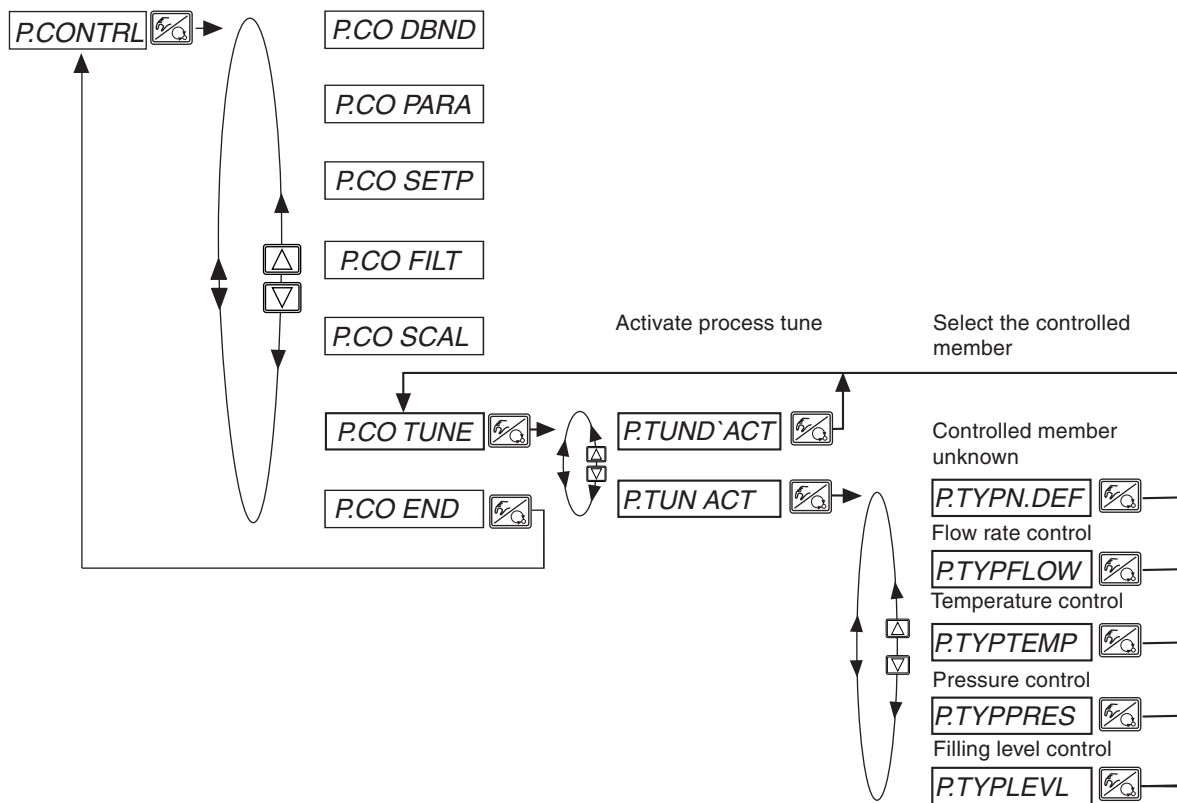 P.CONTRL
P.CO DBND
P.CO PARA
P.CO SETP
P.CO FILT
P.CO SCAL
Activate process tune
Select the controlled
member
P.CO TUNE
P.TUND`ACT
P.TUN ACT
P.CO END
Controlled member
unknown
P.TYPN.DEF
Flow rate control
P.TYPFLOW
Temperature control
P.TYPTEMP
Pressure control
P.TYPPRES
Filling level control
P.TYPLEVL